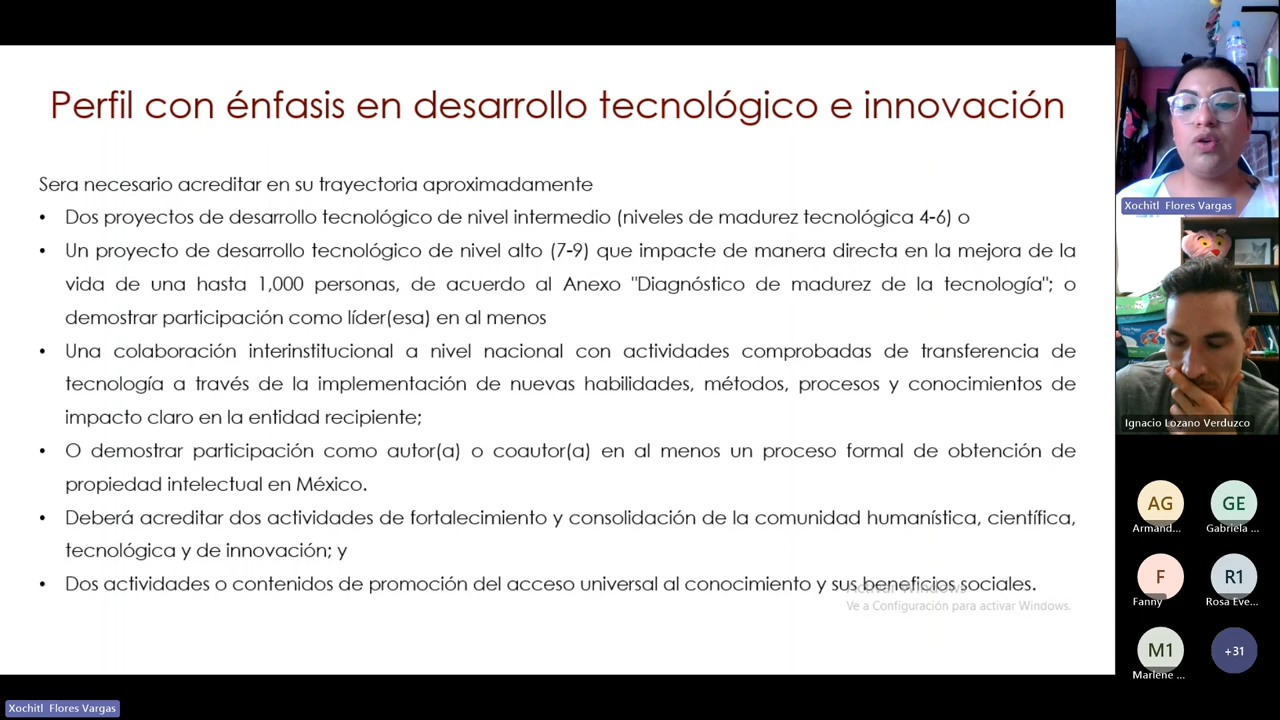 Perfil con énfasis en desarrollo tecnológico e innovación
Sera necesario acreditar en su trayectoria aproximadamente
• Dos proyectos de desarrollo tecnológico de nivel intermedio (niveles de madurez tecnológica 4-6) o
• Un proyecto de desarrollo tecnológico de nivel alto (7-9) que impacte de manera directa en la mejora de la
vida de una hasta 1,000 personas, de acuerdo al Anexo "Diagnóstico de madurez de la tecnología"; o
demostrar participación como líder(esa) en al menos
• Una colaboración interinstitucional a nivel nacional con actividades comprobadas de transferencia de
tecnología a través de la implementación de nuevas habilidades, métodos, procesos y conocimientos de
impacto claro en la entidad recipiente;
• O demostrar participación como autor(a) o coautor(a) en al menos un proceso formal de obtención de
propiedad intelectual en México.
• Deberá acreditar dos actividades de fortalecimiento y consolidación de la comunidad humanística, científica,
tecnológica y de innovación; y
• Dos actividades o contenidos de promoción del acceso universal al conocimiento y sus beneficios sociales.
Activar Windows
Ve a Configuración para activar Windows.
Xochitl Flores Vargas
Ignacio Lozano Verduzco
AG
GE
Armand...
Gabriela ...
F
R1
Fanny
Rosa Eve...
M1
+31
Marlene ...
Xochitl Flores Vargas